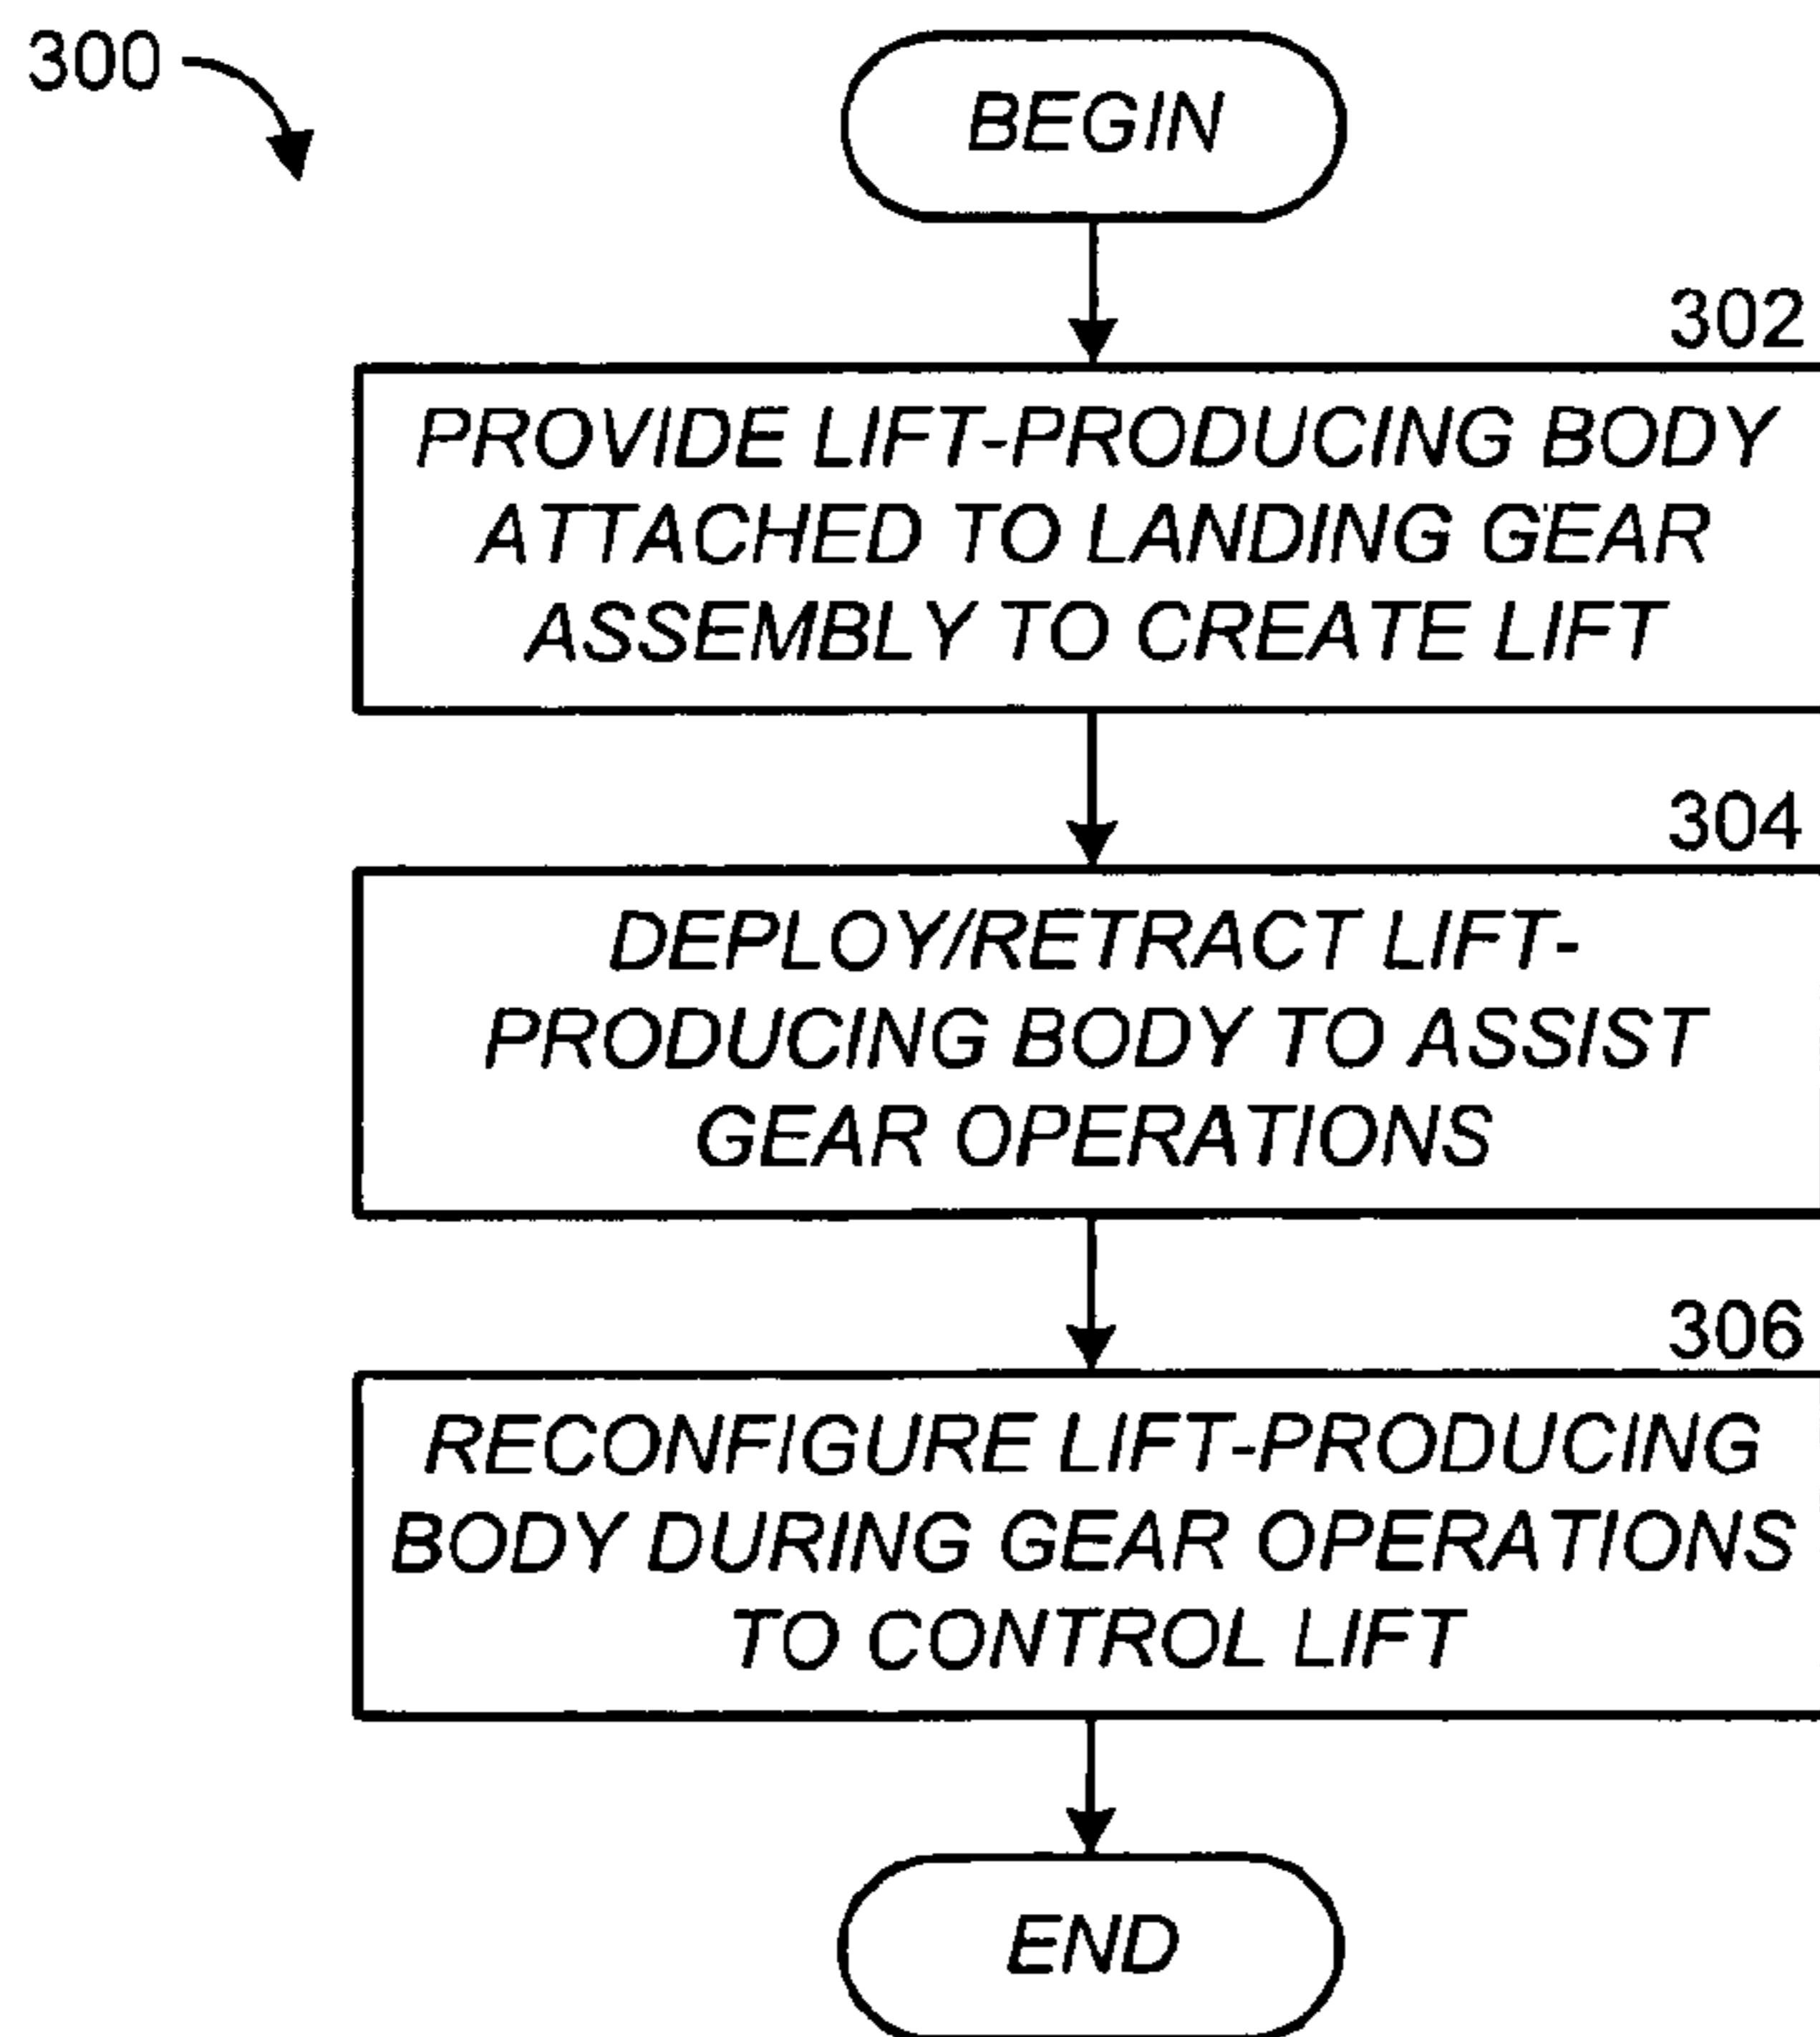 300
BEGIN
302
PROVIDE LIFT-PRODUCING BODY
ATTACHED TO LANDING GEAR
ASSEMBLY TO CREATE LIFT
304
DEPLOY/RETRACT LIFT-
PRODUCING BODY TO ASSIST
GEAR OPERATIONS
306
RECONFIGURE LIFT-PRODUCING
BODY DURING GEAR OPERATIONS
TO CONTROL LIFT
END